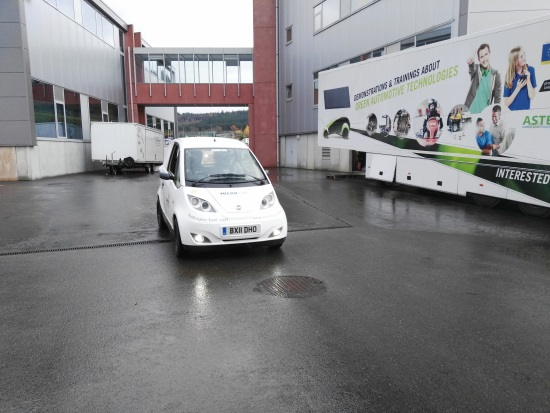 DEMONSTRATIONS & TRAININGS ABOUT
GREEN AUTOMOTIVE TECHNOLOGIES
ASTE
INTERESTED
BX11 DHO